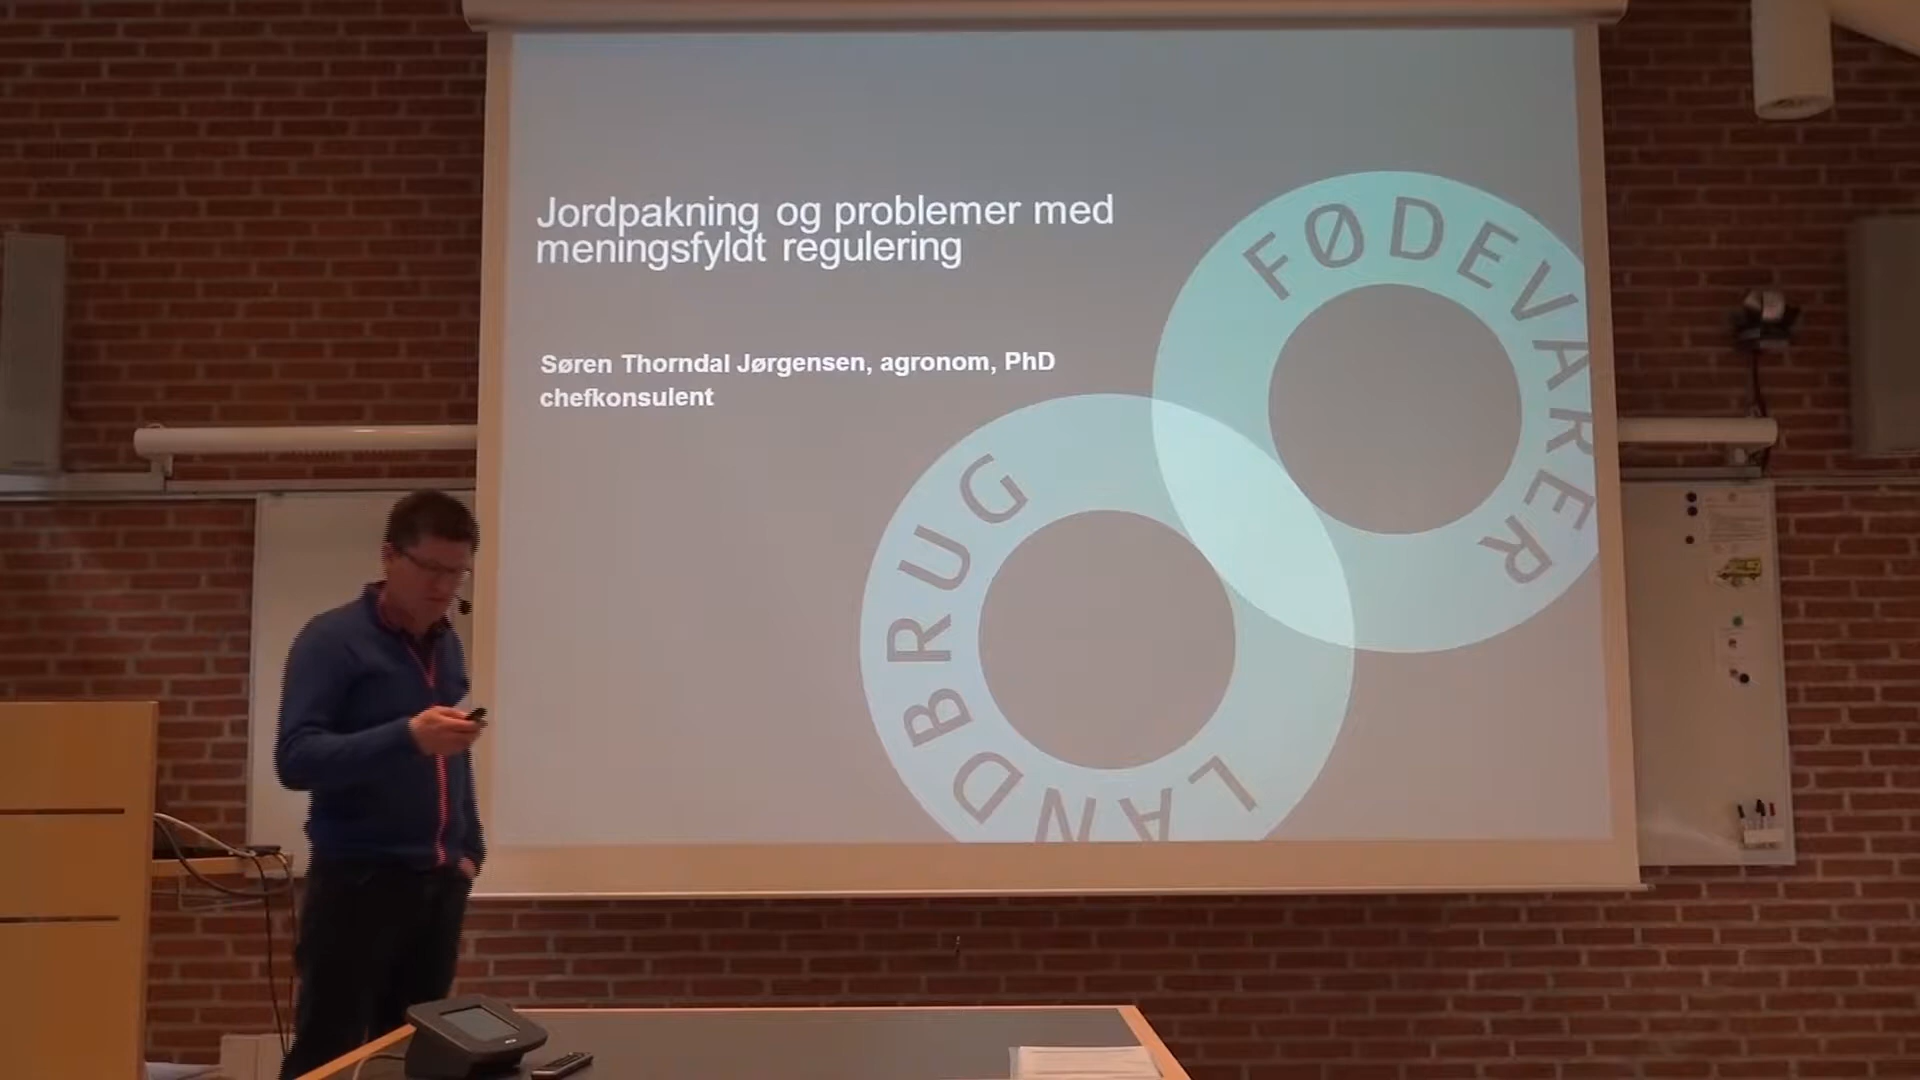 Jordpakning og problemer med
meningsfyldt regulering
Søren Thorndal Jørgensen, agronom, PhD
chefkonsulent
FØDEVARER
LANDBRUG